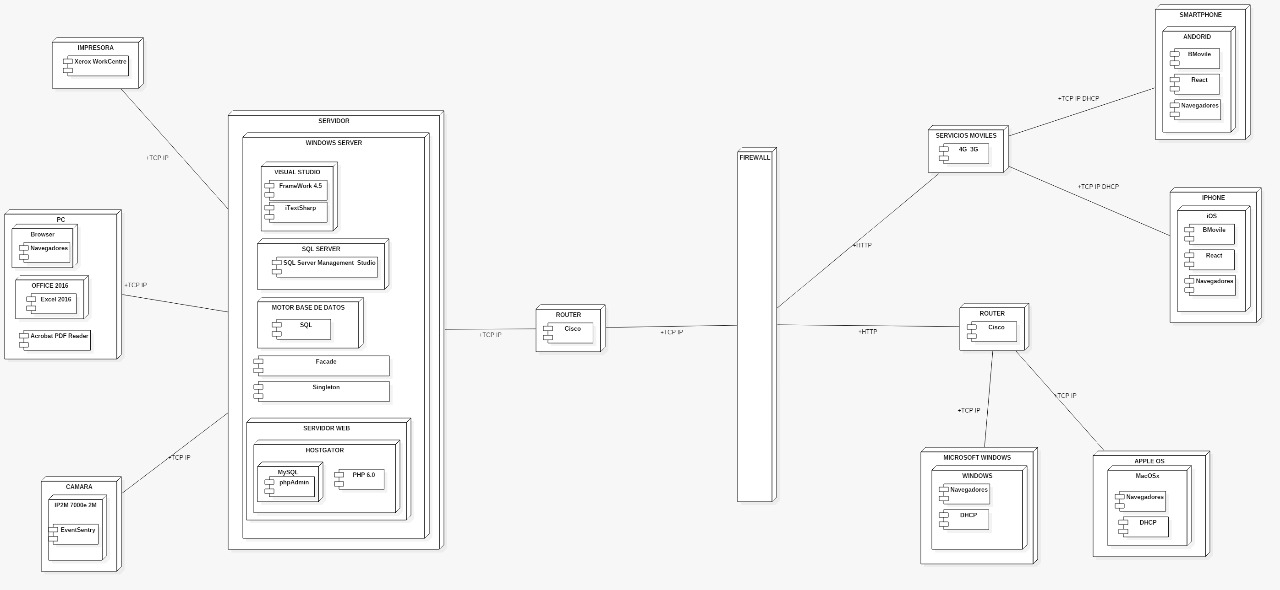 IMPRESORA
Xerox WorkCentre
+TCP IP
PC
Browser
Navegadores
OFFICE 2016
Excel 2016
Acrobat PDF Reader
+TCP IP
CAMARA
IP2M 7000e 2M
EventSentry
+TCP IP
SERVIDOR
WINDOWS SERVER
VISUAL STUDIO
FrameWork 4.5
iTextSharp
SQL SERVER
SQL Server Management Studio
MOTOR BASE DE DATOS
SQL
Facade
Singleton
SERVIDOR WEB
HOSTGATOR
MySQL
phpAdmin
PHP 6.0
+TCP IP
ROUTER
Cisco
+TCP IP
FIREWALL
+HTTP
+HTTP
SERVICIOS MOVILES
4G 3G
+TCP IP DHCP
+TCP IP DHCP
SMARTPHONE
ANDORID
BMovile
React
Navegadores
IPHONE
iOS
BMovile
React
Navegadores
ROUTER
Cisco
+TCP IP
+TCP IP
MICROSOFT WINDOWS
WINDOWS
Navegadores
DHCP
APPLE OS
MacOSx
Navegadores
DHCP